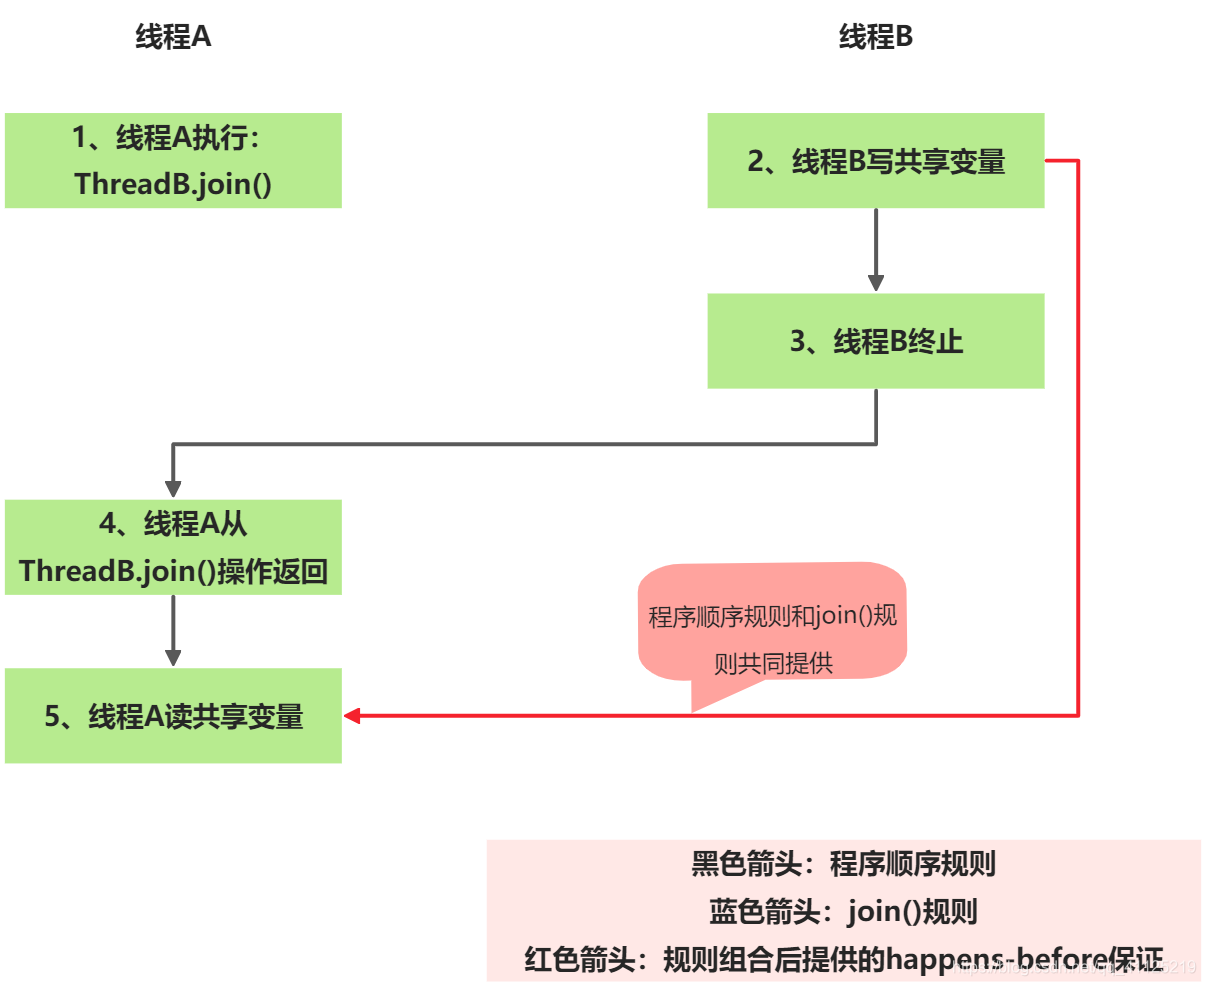 线程A
线程B
1、线程A执行：
ThreadB.join()
2、线程B写共享变量
3、线程B终止
4、线程A从
ThreadB.join()操作返回
程序顺序规则和join()规
则共同提供
5、线程A读共享变量
黑色箭头：程序顺序规则
蓝色箭头：join()规则
红色箭头：规则组合后提供的happens-before保证